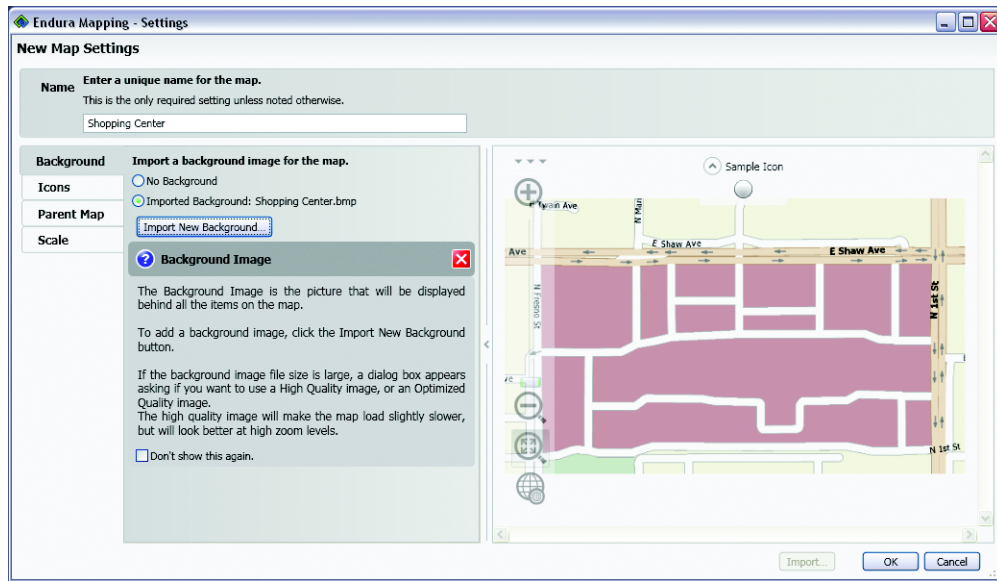 Endura Mapping - Settings
New Map Settings
Name
Enter a unique name for the map.
This is the only required setting unless noted otherwise.
Shopping Center
Background
Icons
Parent Map
Scale
Import a background image for the map.
No Background
Imported Background: Shopping Center.bmp
Import New Background...
Background Image
The Background Image is the picture that will be displayed
behind all the items on the map.
To add a background image, click the Import New Background
button.
If the background image file size is large, a dialog box appears
asking if you want to use a High Quality image, or an Optimized
Quality image.
The high quality image will make the map load slightly slower,
but will look better at high zoom levels.
Don't show this again.
Sample Icon
E Twain Ave
N Mari
Ave
E Shaw Ave
E Shaw Ave
N Fresno St
N 1st St
ve
N 1st St
Import...
OK
Cancel